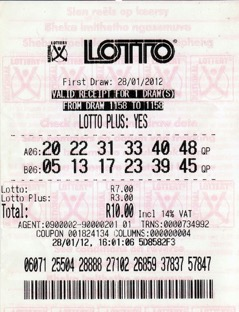 LOTTO
First Draw: 28/01/2012
VALID RECEIPT FOR 1 DRAW(S)
FROM DRAW 1158 TO 1158
LOTTO PLUS: YES
A06: 20 22 31 33 40 48 QP
B06: 05 13 17 23 39 45 QP
Lotto: R7.00
Lotto Plus: R3.00
Total: R10.00 Incl 14% VAT
AGENT:0900002-90000201 01 TRNS:0000734992
COUPON 001824134 COLUMNS:000000004
28/01/12, 16:01:06 5D8582F3
06071 25504 28888 27102 26859 37837 57847